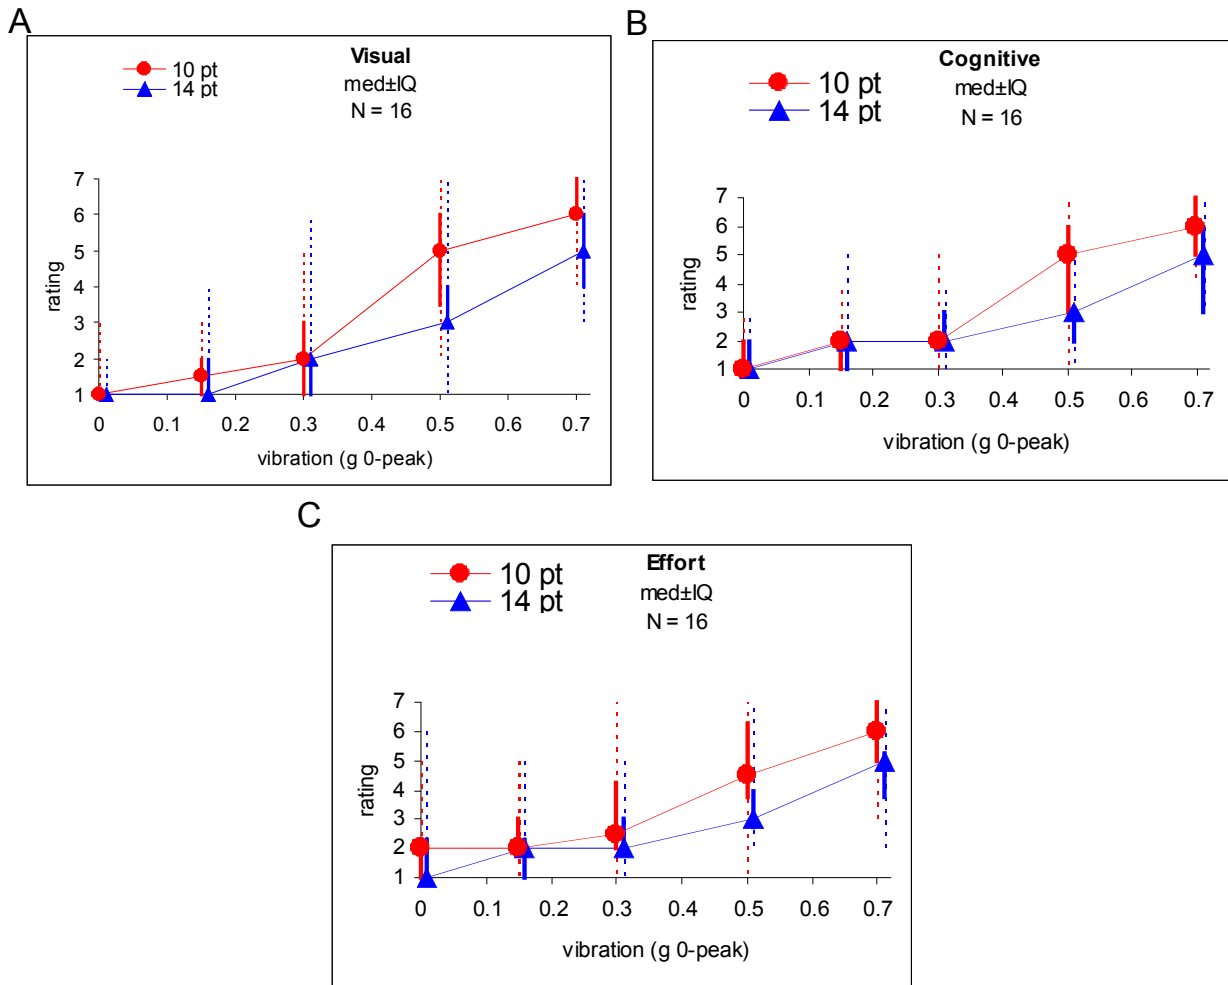 A
Visual
med±IQ
N = 16
10 pt
14 pt
rating
7
6
5
4
3
2
1
0 0.1 0.2 0.3 0.4 0.5 0.6 0.7
vibration (g 0-peak)
B
Cognitive
med±IQ
N = 16
10 pt
14 pt
rating
7
6
5
4
3
2
1
0 0.1 0.2 0.3 0.4 0.5 0.6 0.7
vibration (g 0-peak)
C
Effort
med±IQ
N = 16
10 pt
14 pt
rating
7
6
5
4
3
2
1
0 0.1 0.2 0.3 0.4 0.5 0.6 0.7
vibration (g 0-peak)